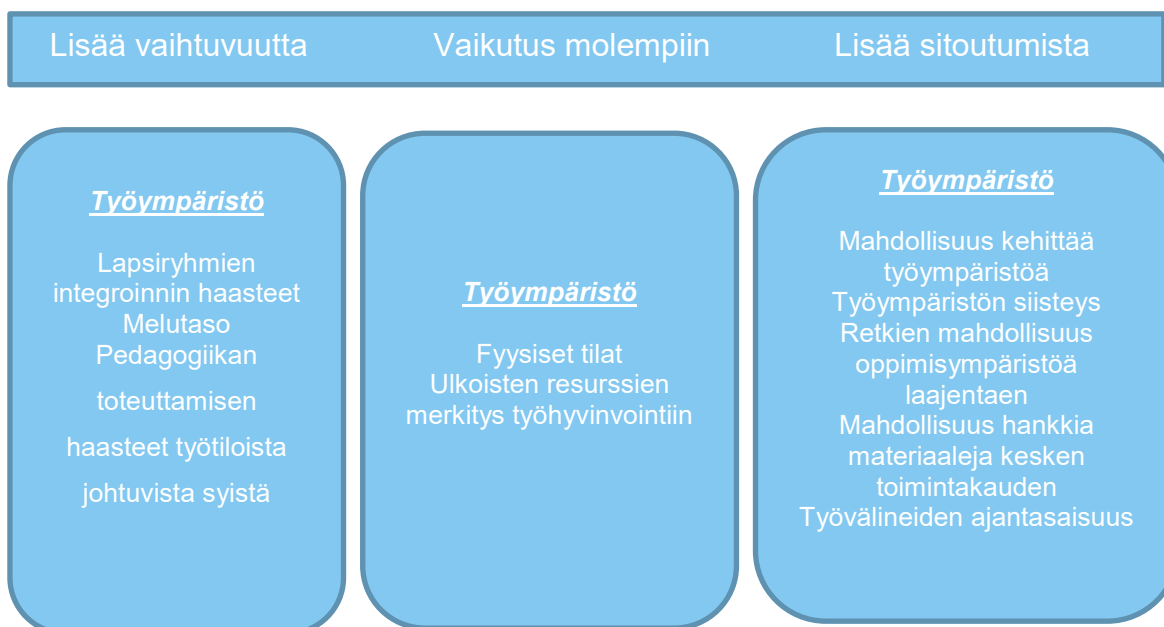 Lisää vaihtuvuutta
Vaikutus molempiin
Lisää sitoutumista
Työympäristö
Lapsiryhmien
integroinnin haasteet
Melutaso
Pedagogiikan
toteuttamisen
haasteet työtiloista
johtuvista syistä
Työympäristö
Fyysiset tilat
Ulkoisten resurssien
merkitys työhyvinvointiin
Työympäristö
Mahdollisuus kehittää
työympäristöä
Työympäristön siisteys
Retkien mahdollisuus
oppimisympäristöä
laajentaen
Mahdollisuus hankkia
materiaaleja kesken
toimintakauden
Työvälineiden ajantasaisuus